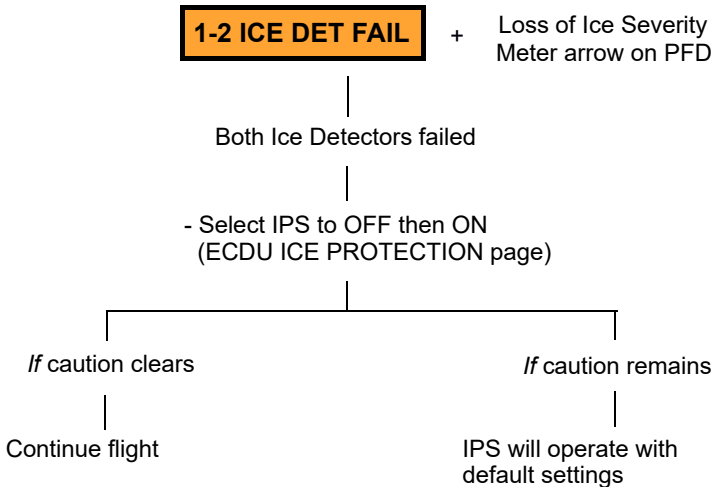 1-2 ICE DET FAIL + Loss of Ice Severity
Meter arrow on PFD
Both Ice Detectors failed
- Select IPS to OFF then ON
(ECDU ICE PROTECTION page)
If caution clears
If caution remains
Continue flight
IPS will operate with
default settings